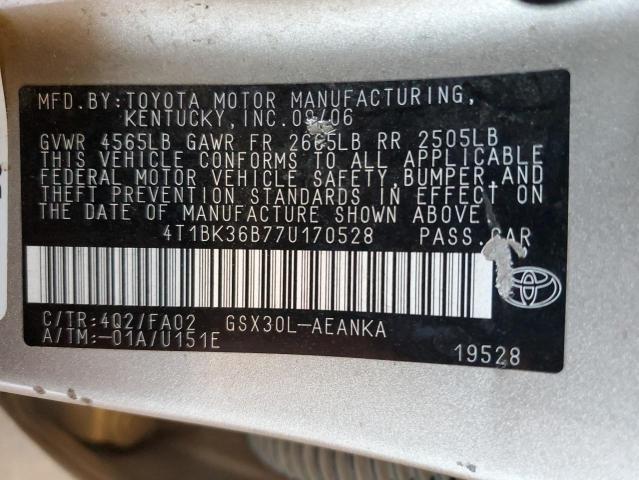 MFD.BY:TOYOTA MOTOR MANUFACTURING,
KENTUCKY,INC.09/06
GVWR 4565LB GAWR FR 2665LB RR 2505LB
THIS VEHICLE CONFORMS TO ALL APPLICABLE
FEDERAL MOTOR VEHICLE SAFETY,BUMPER,AND
THEFT PREVENTION STANDARDS IN EFFECT ON
THE DATE OF MANUFACTURE SHOWN ABOVE.
4T1BK36B77U170528 PASS.CAR
C/TR:4Q2/FA02 GSX30L-AEANKA
A/TM:-01A/U151E
19528